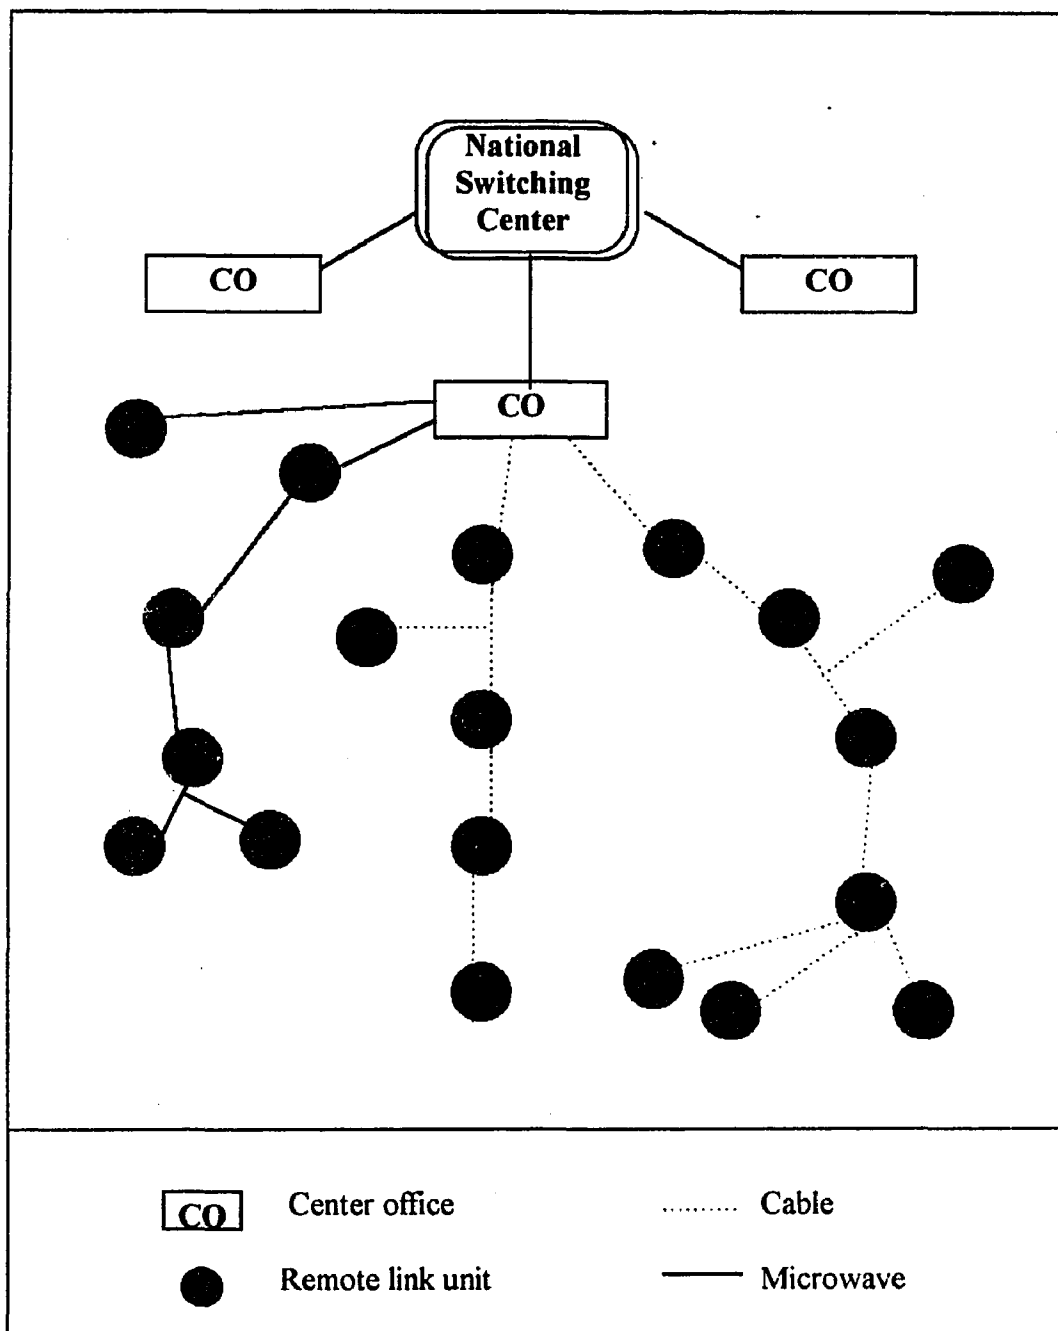 National
Switching
Center
CO
CO
CO
CO Center office
Cable
Remote link unit
Microwave